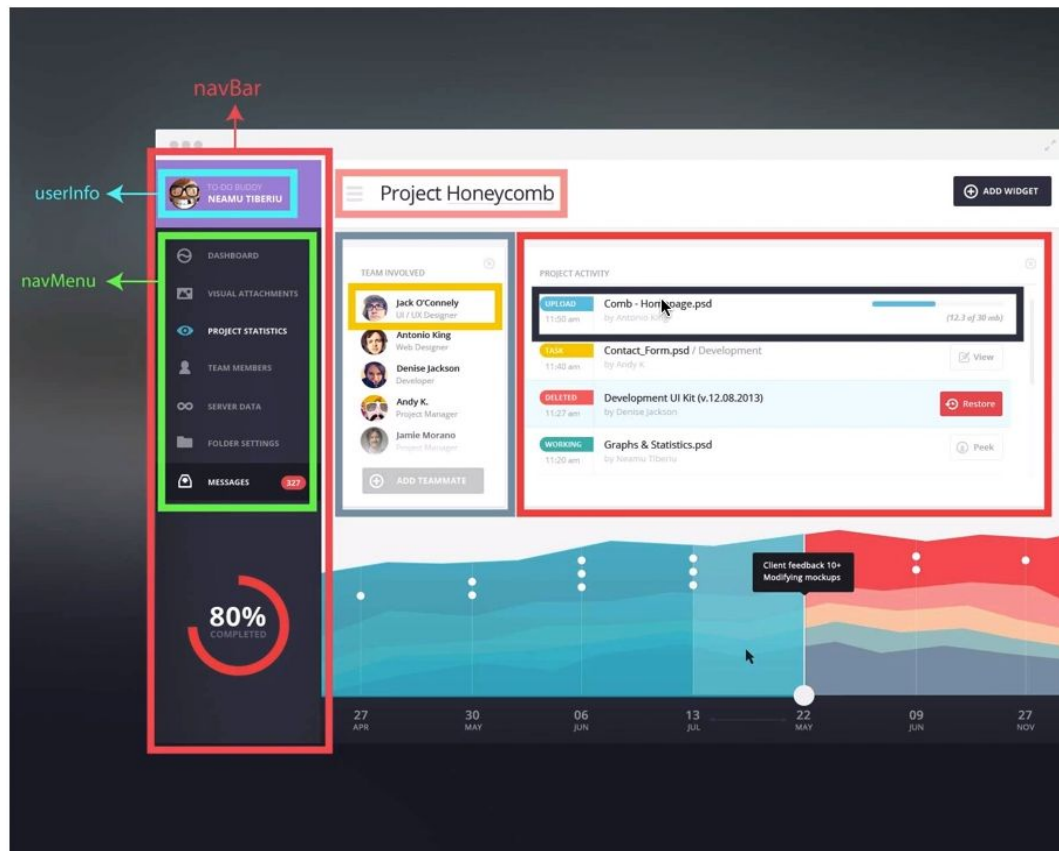 navBar
userInfo
TO-DO BUDDY
NEAMU TIBERIU
Project Honeycomb
ADD WIDGET
navMenu
DASHBOARD
VISUAL ATTACHMENTS
PROJECT STATISTICS
TEAM MEMBERS
SERVER DATA
FOLDER SETTINGS
MESSAGES 327
80%
COMPLETED
TEAM INVOLVED
Jack O'Connely
UI / UX Designer
Antonio King
Web Designer
Denise Jackson
Developer
Andy K.
Project Manager
Jamie Morano
Project Manager
ADD TEAMMATE
PROJECT ACTIVITY
UPLOAD Comb - Homepage.psd
11:50 am by Antonio King (12.3 of 30 mb)
TASK Contact_Form.psd / Development View
11:40 am by Andy K.
DELETED Development UI Kit (v.12.08.2013) Restore
11:27 am by Denise Jackson
WORKING Graphs & Statistics.psd Peek
11:20 am by Neamu Tiberiu
Client feedback 10+
Modifying mockups
27 30 06 13 22 09 27
APR MAY JUN JUL MAY JUN NOV